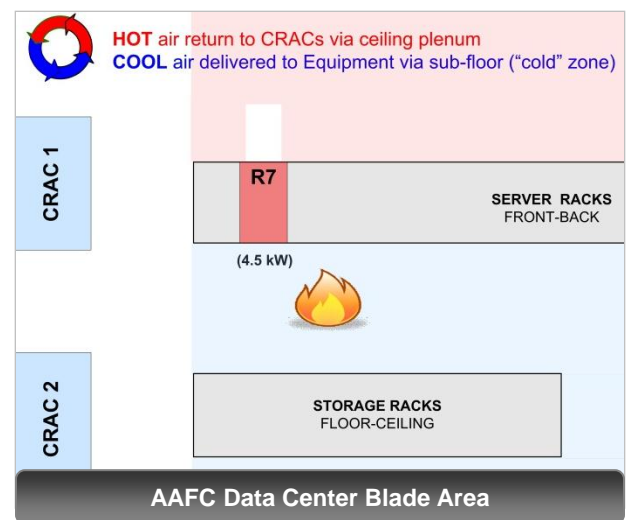 HOT air return to CRACs via ceiling plenum
COOL air delivered to Equipment via sub-floor (“cold” zone)
CRAC 1
R7
SERVER RACKS
FRONT-BACK
(4.5 kW)
CRAC 2
STORAGE RACKS
FLOOR-CEILING
AAFC Data Center Blade Area